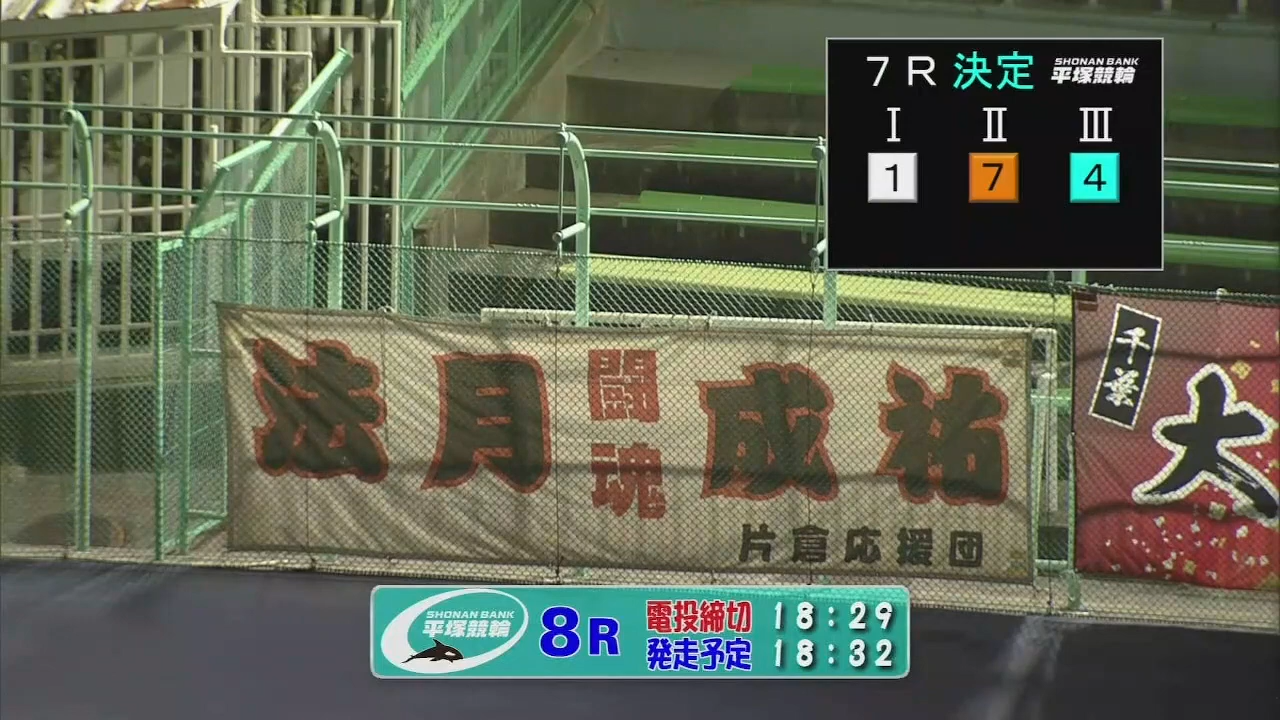 7R 決定 SHONAN BANK 平塚競輪
Ⅰ Ⅱ Ⅲ
1 7 4
法月 闘魂 成祐
片倉応援団
千葉
大
SHONAN BANK
平塚競輪
8R
電投締切 18:29
発走予定 18:32